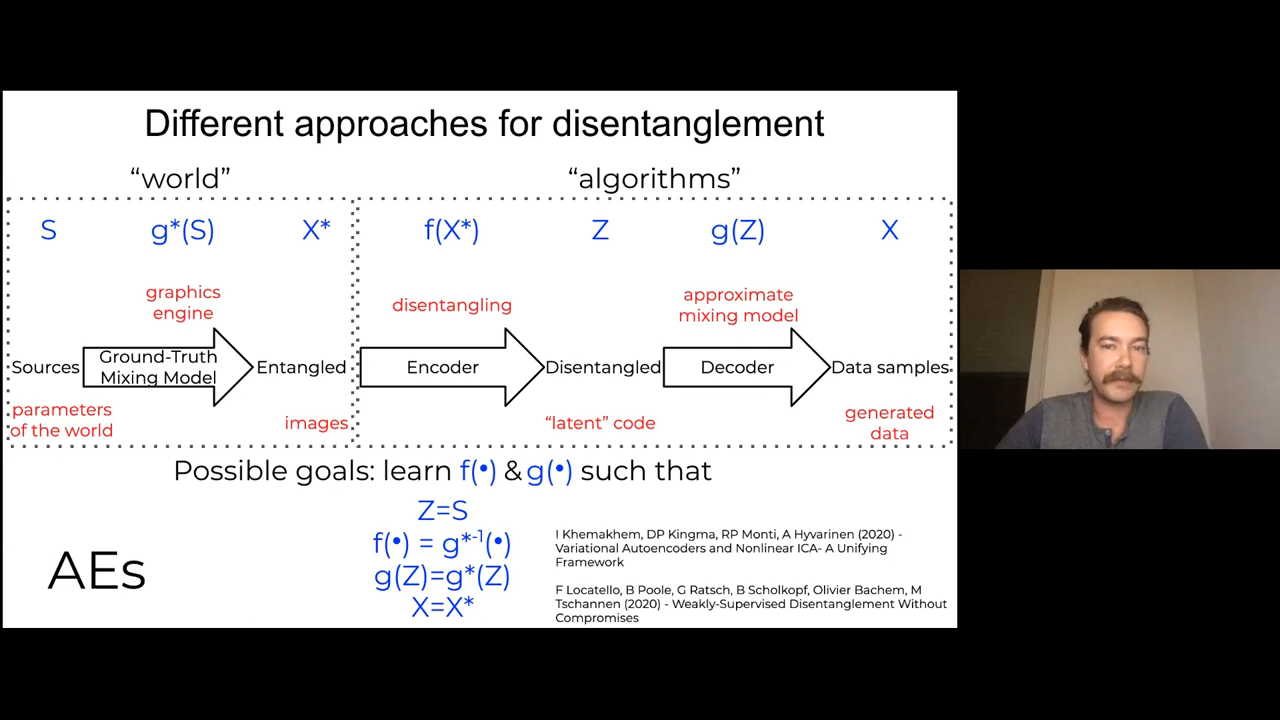 Different approaches for disentanglement
“world”
“algorithms”
S
g*(S)
X*
f(X*)
Z
g(Z)
X
graphics
engine
disentangling
approximate
mixing model
Sources
Ground-Truth
Mixing Model
Entangled
Encoder
Disentangled
Decoder
Data samples
parameters
of the world
images
“latent” code
generated
data
Possible goals: learn f(•) & g(•) such that
Z=S
f(•) = g*⁻¹(•)
g(Z)=g*(Z)
X=X*
AEs
I Khemakhem, DP Kingma, RP Monti, A Hyvarinen (2020) -
Variational Autoencoders and Nonlinear ICA- A Unifying
Framework
F Locatello, B Poole, G Ratsch, B Scholkopf, Olivier Bachem, M
Tschannen (2020) - Weakly-Supervised Disentanglement Without
Compromises